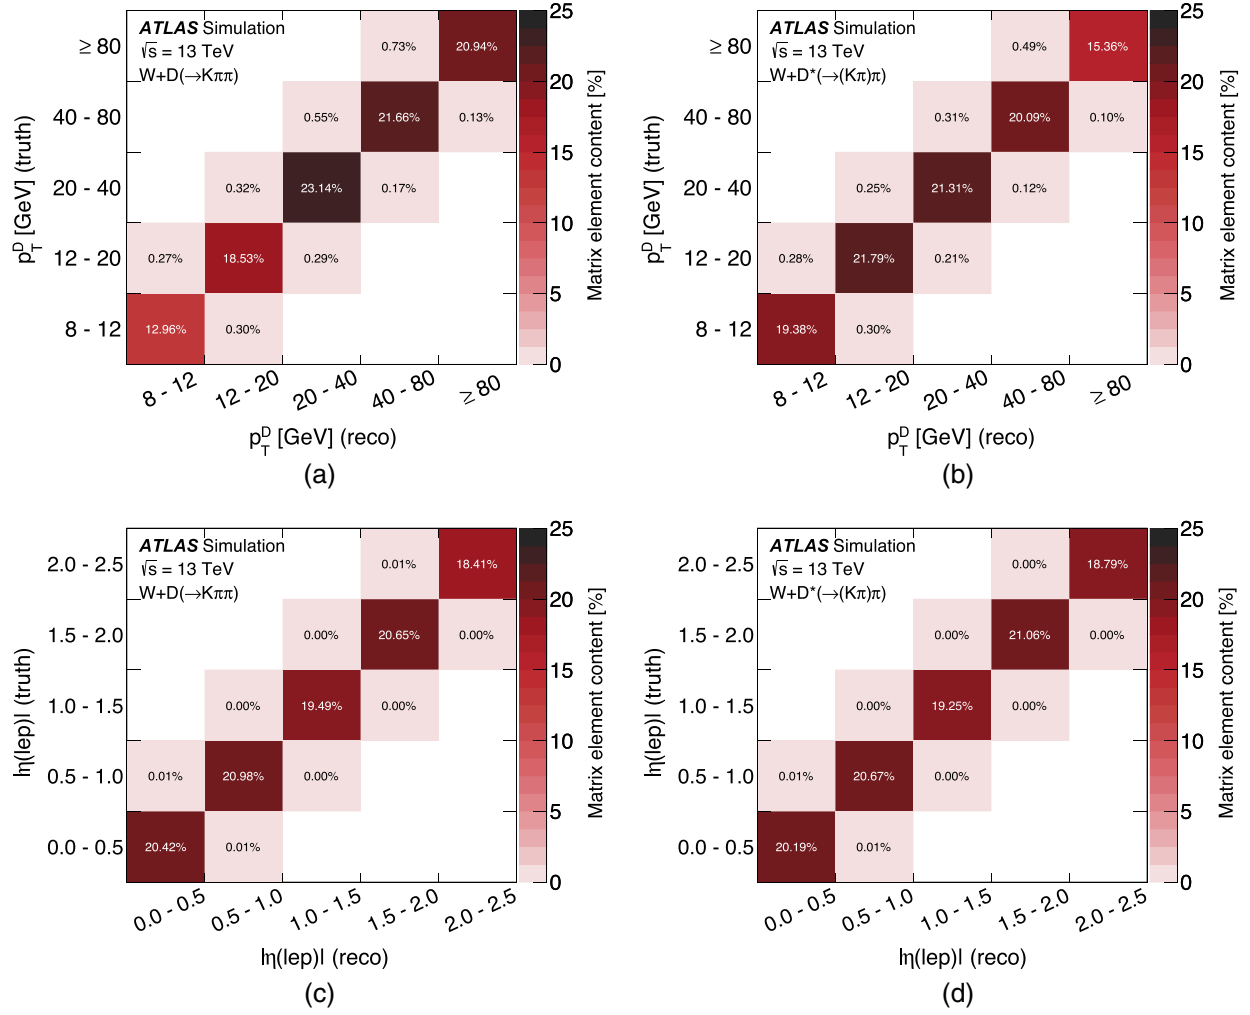 ATLAS Simulation
√s = 13 TeV
W+D(→Kππ)
≥ 80
40 - 80
20 - 40
12 - 20
8 - 12
p_T^D [GeV] (truth)
0.73% 20.94%
0.55% 21.66% 0.13%
0.32% 23.14% 0.17%
0.27% 18.53% 0.29%
12.96% 0.30%
8 - 12 12 - 20 20 - 40 40 - 80 ≥ 80
p_T^D [GeV] (reco)
25
20
15
10
5
0
Matrix element content [%]
(a)
ATLAS Simulation
√s = 13 TeV
W+D*(→(Kπ)π)
≥ 80
40 - 80
20 - 40
12 - 20
8 - 12
p_T^D [GeV] (truth)
0.49% 15.36%
0.31% 20.09% 0.10%
0.25% 21.31% 0.12%
0.28% 21.79% 0.21%
19.38% 0.30%
8 - 12 12 - 20 20 - 40 40 - 80 ≥ 80
p_T^D [GeV] (reco)
25
20
15
10
5
0
Matrix element content [%]
(b)
ATLAS Simulation
√s = 13 TeV
W+D(→Kππ)
2.0 - 2.5
1.5 - 2.0
1.0 - 1.5
0.5 - 1.0
0.0 - 0.5
|η(lep)| (truth)
0.01% 18.41%
0.00% 20.65% 0.00%
0.00% 19.49% 0.00%
0.01% 20.98% 0.00%
20.42% 0.01%
0.0 - 0.5 0.5 - 1.0 1.0 - 1.5 1.5 - 2.0 2.0 - 2.5
|η(lep)| (reco)
25
20
15
10
5
0
Matrix element content [%]
(c)
ATLAS Simulation
√s = 13 TeV
W+D*(→(Kπ)π)
2.0 - 2.5
1.5 - 2.0
1.0 - 1.5
0.5 - 1.0
0.0 - 0.5
|η(lep)| (truth)
0.00% 18.79%
0.00% 21.06% 0.00%
0.00% 19.25% 0.00%
0.01% 20.67% 0.00%
20.19% 0.01%
0.0 - 0.5 0.5 - 1.0 1.0 - 1.5 1.5 - 2.0 2.0 - 2.5
|η(lep)| (reco)
25
20
15
10
5
0
Matrix element content [%]
(d)